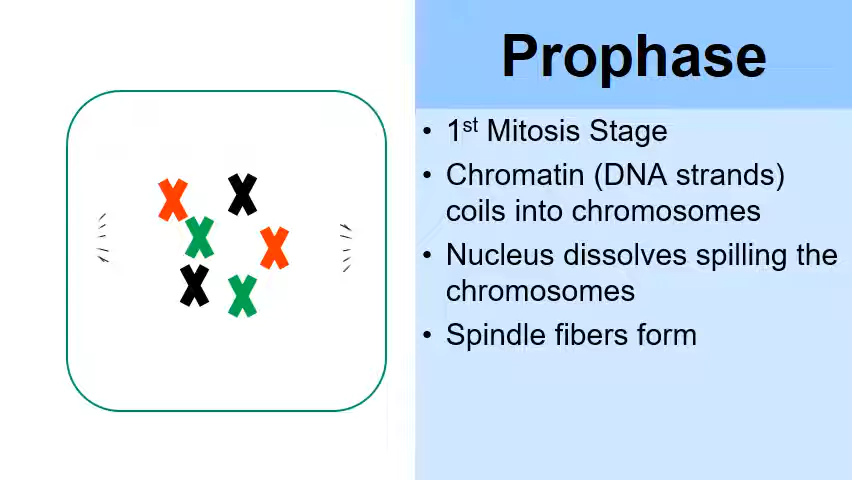 Prophase
• 1st Mitosis Stage
• Chromatin (DNA strands)
coils into chromosomes
• Nucleus dissolves spilling the
chromosomes
• Spindle fibers form